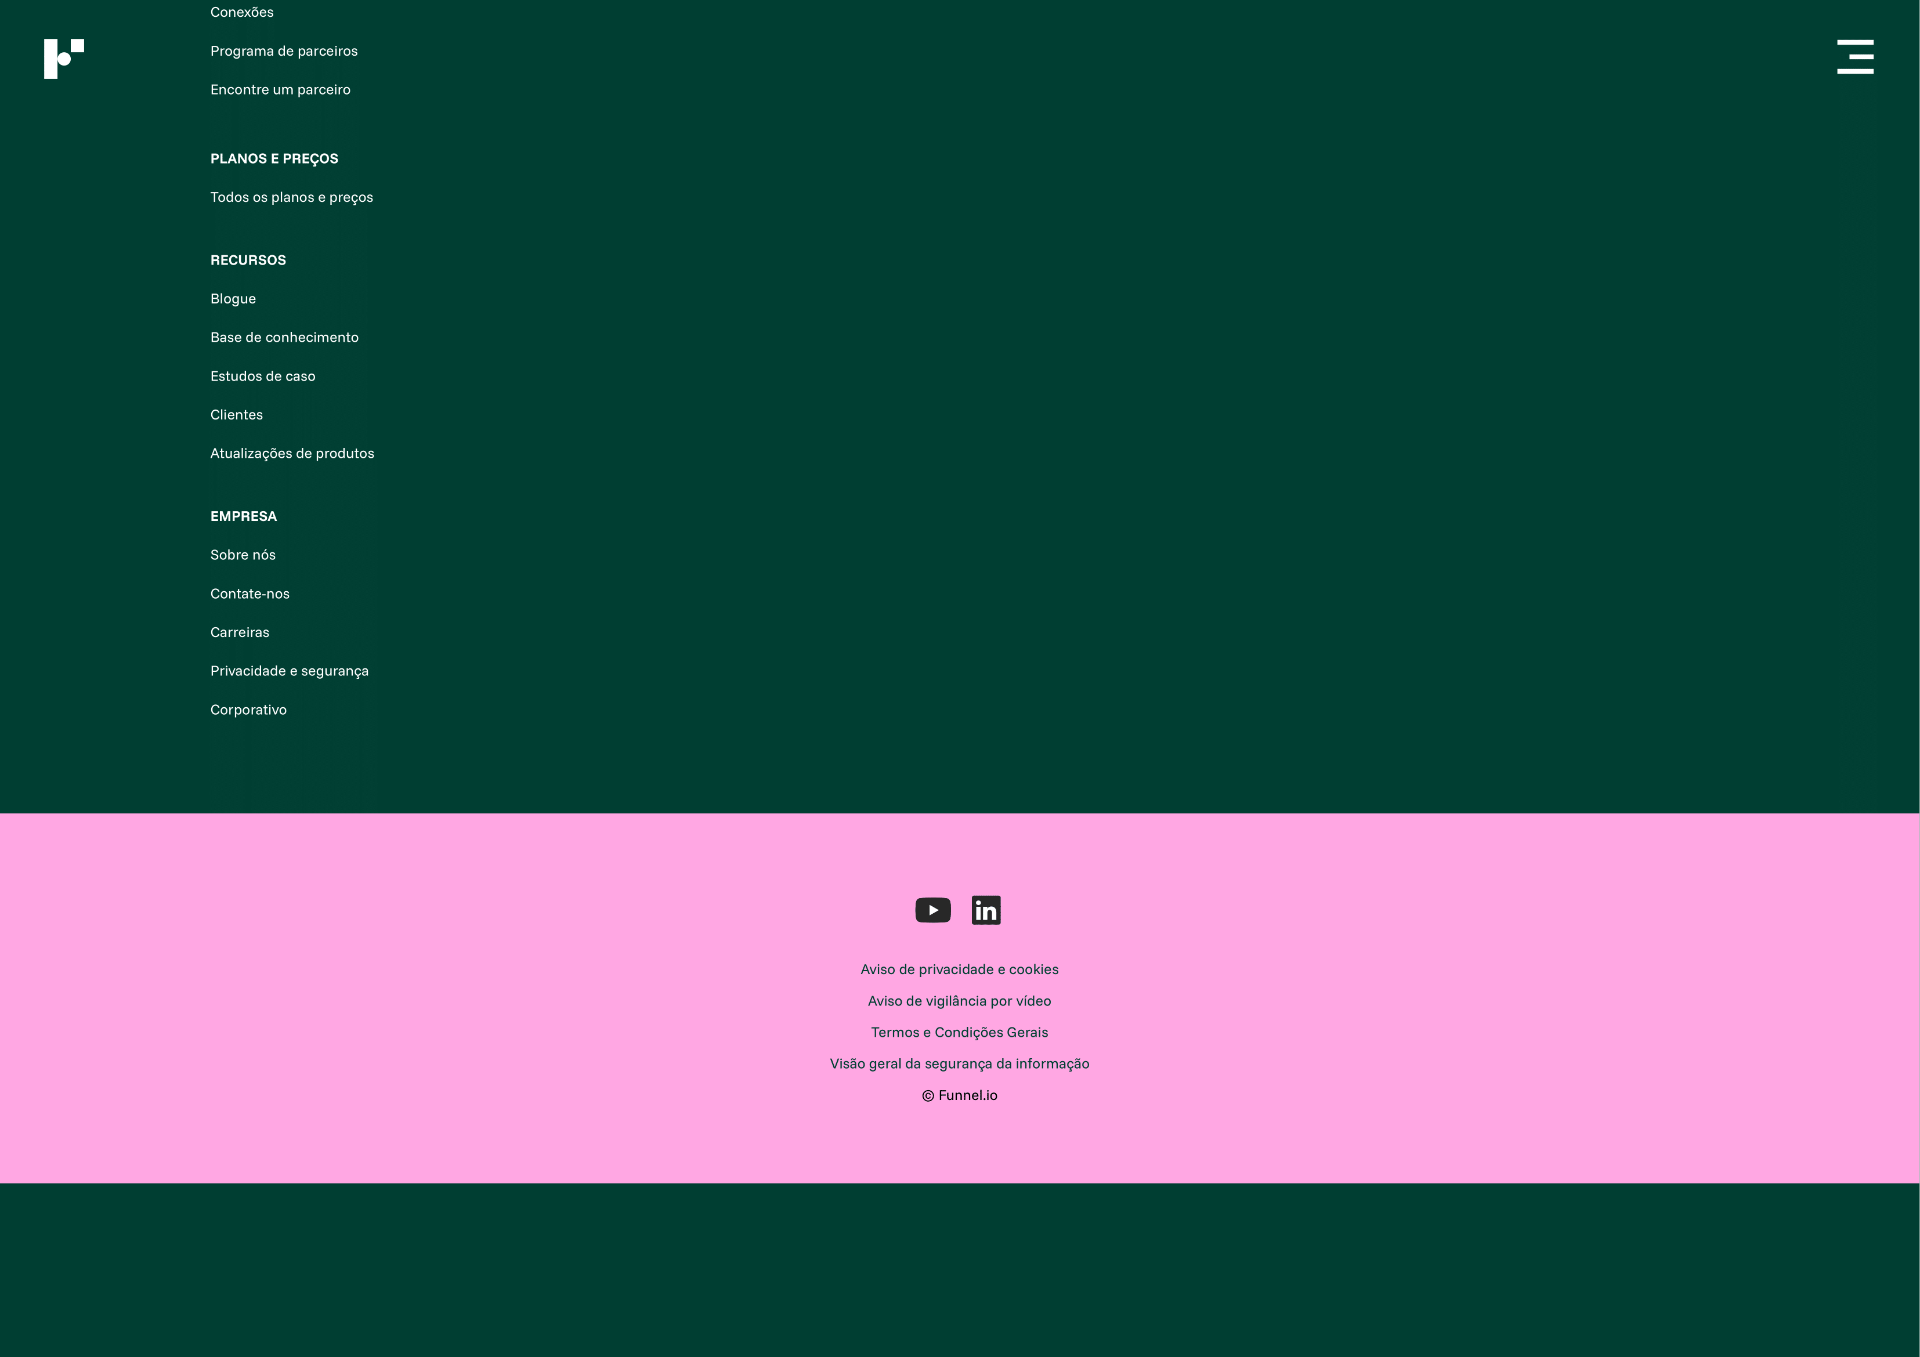 Conexões
Programa de parceiros
Encontre um parceiro
PLANOS E PREÇOS
Todos os planos e preços
RECURSOS
Blogue
Base de conhecimento
Estudos de caso
Clientes
Atualizações de produtos
EMPRESA
Sobre nós
Contate-nos
Carreiras
Privacidade e segurança
Corporativo
in
Aviso de privacidade e cookies
Aviso de vigilância por vídeo
Termos e Condições Gerais
Visão geral da segurança da informação
© Funnel.io